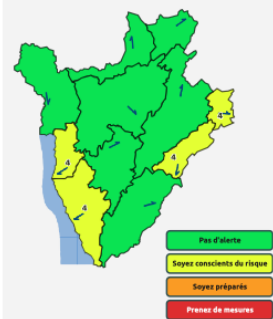 4
4
4
4
Pas d'alerte
Soyez conscients du risque
Soyez préparés
Prenez de mesures